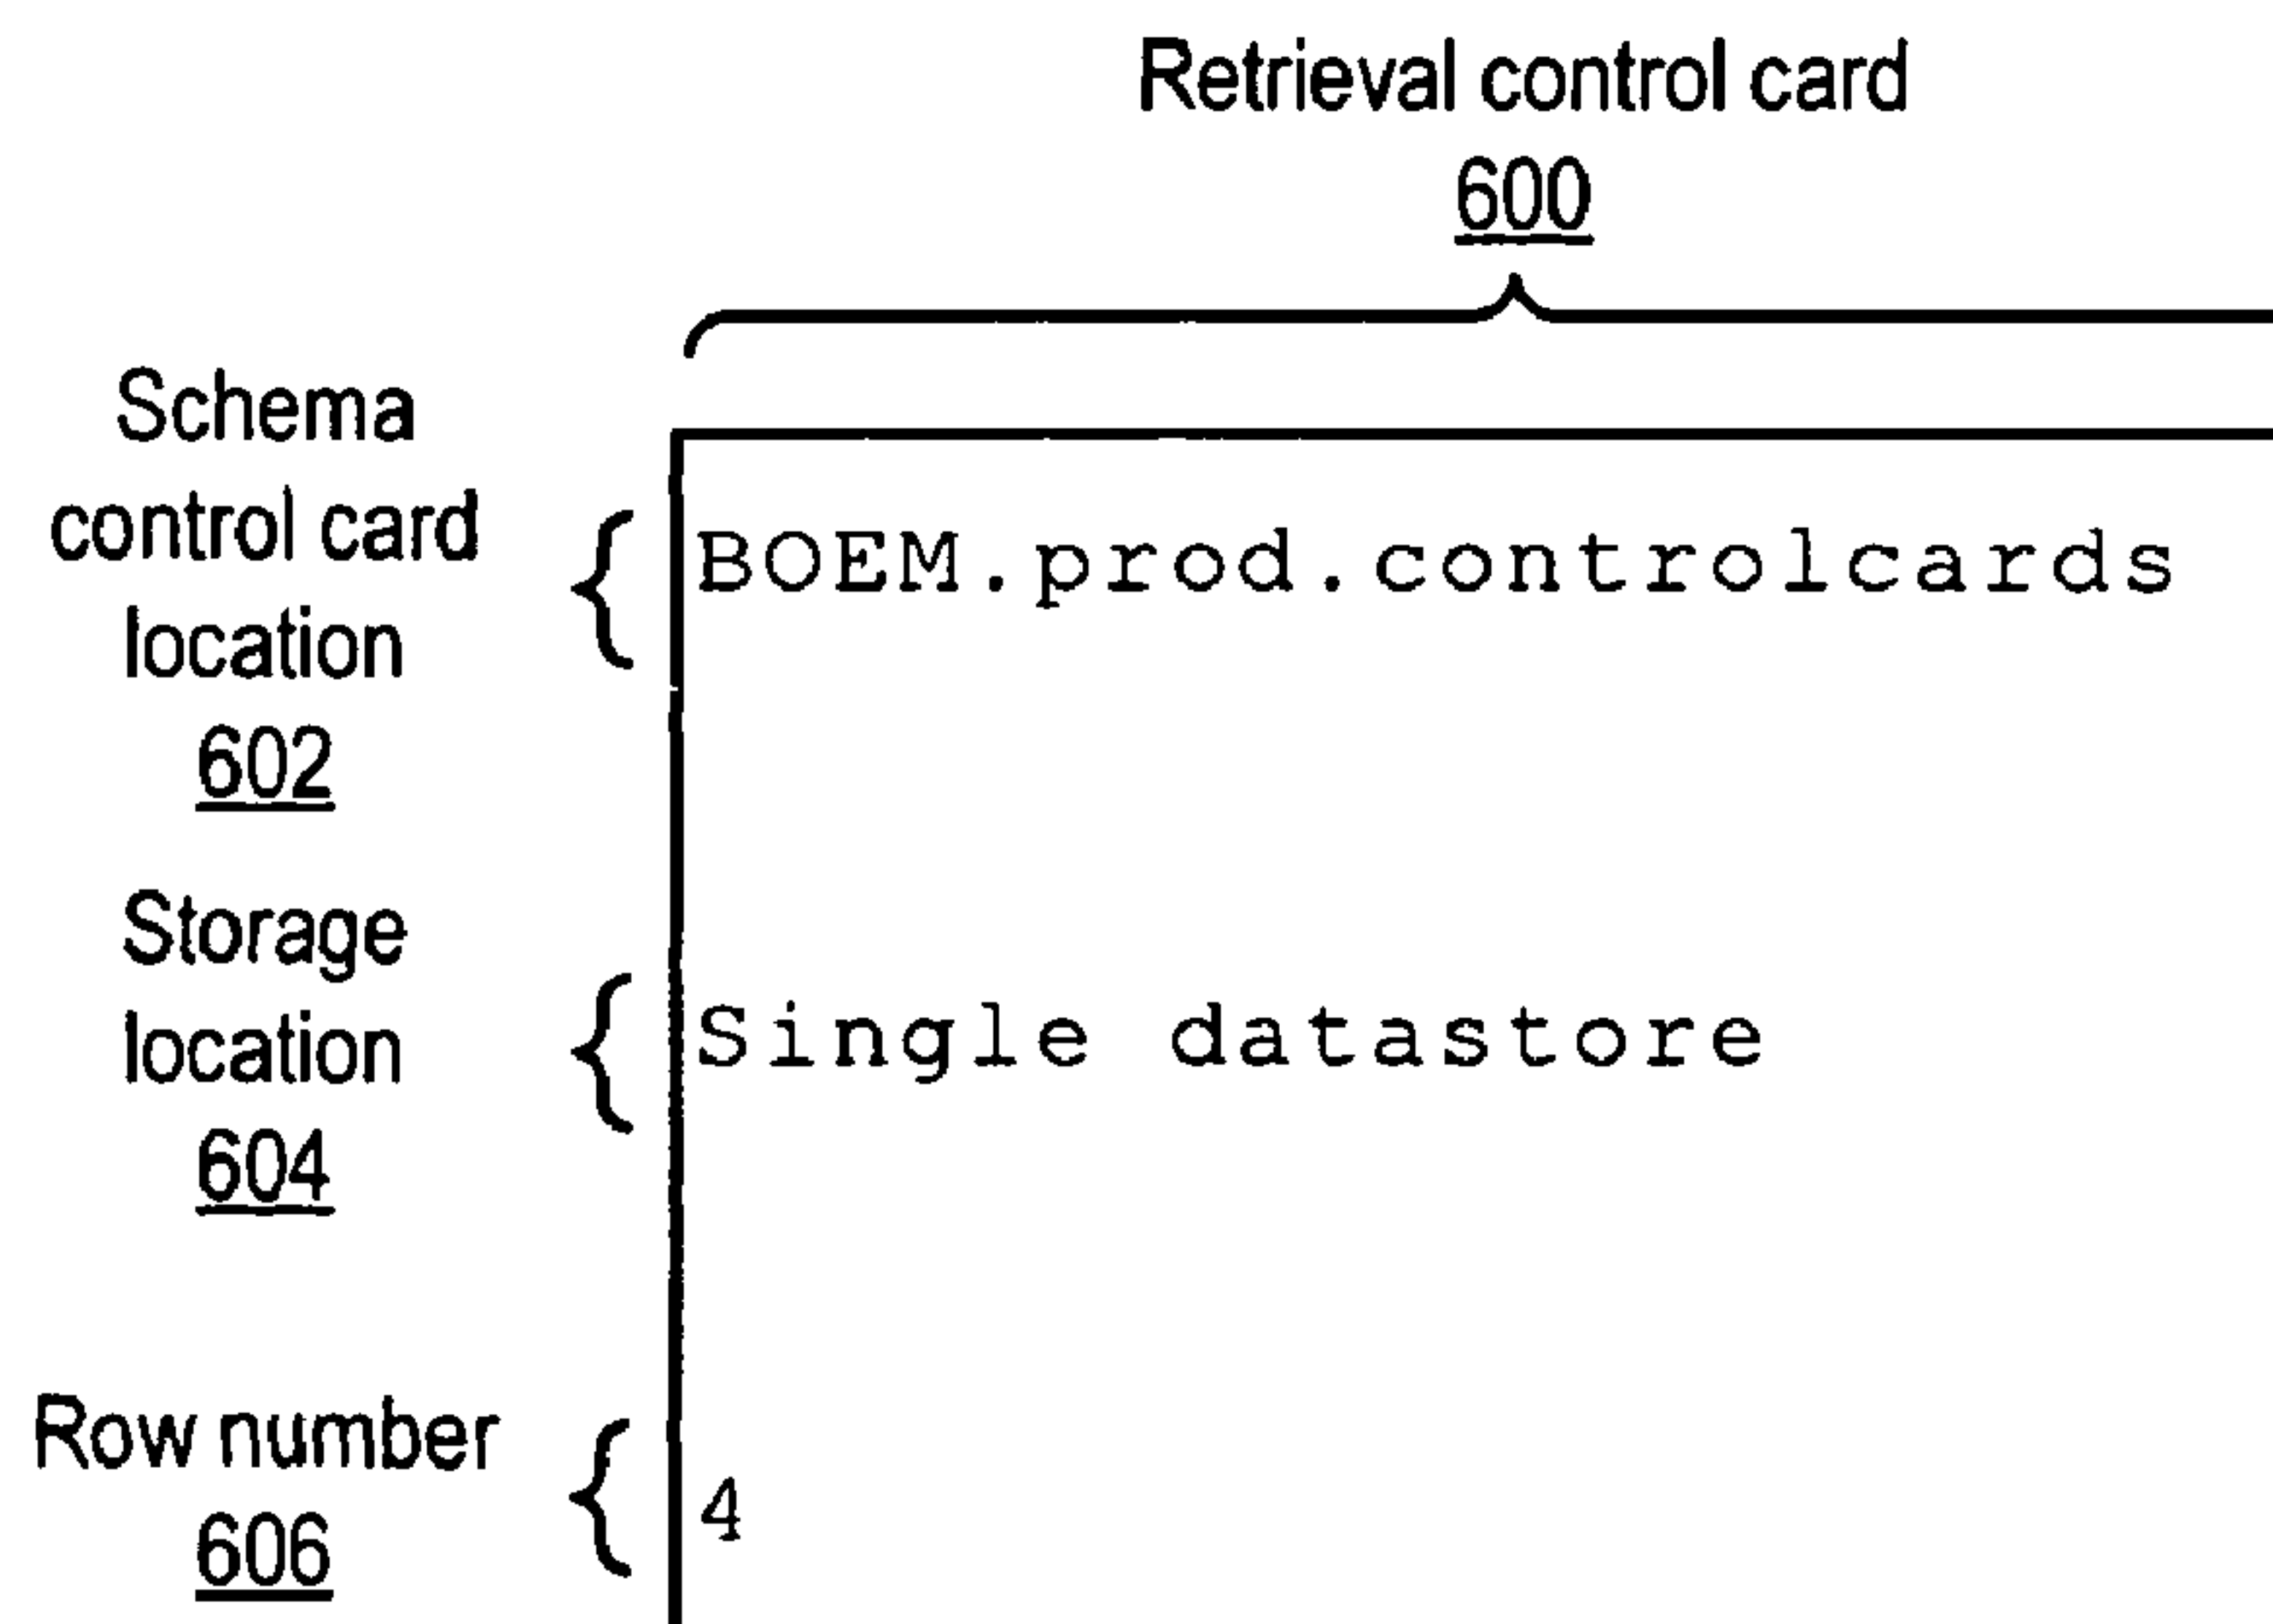 Retrieval control card
600
Schema
control card
location
602
BOEM.prod.controlcards
Storage
location
604
Single datastore
Row number
606
4